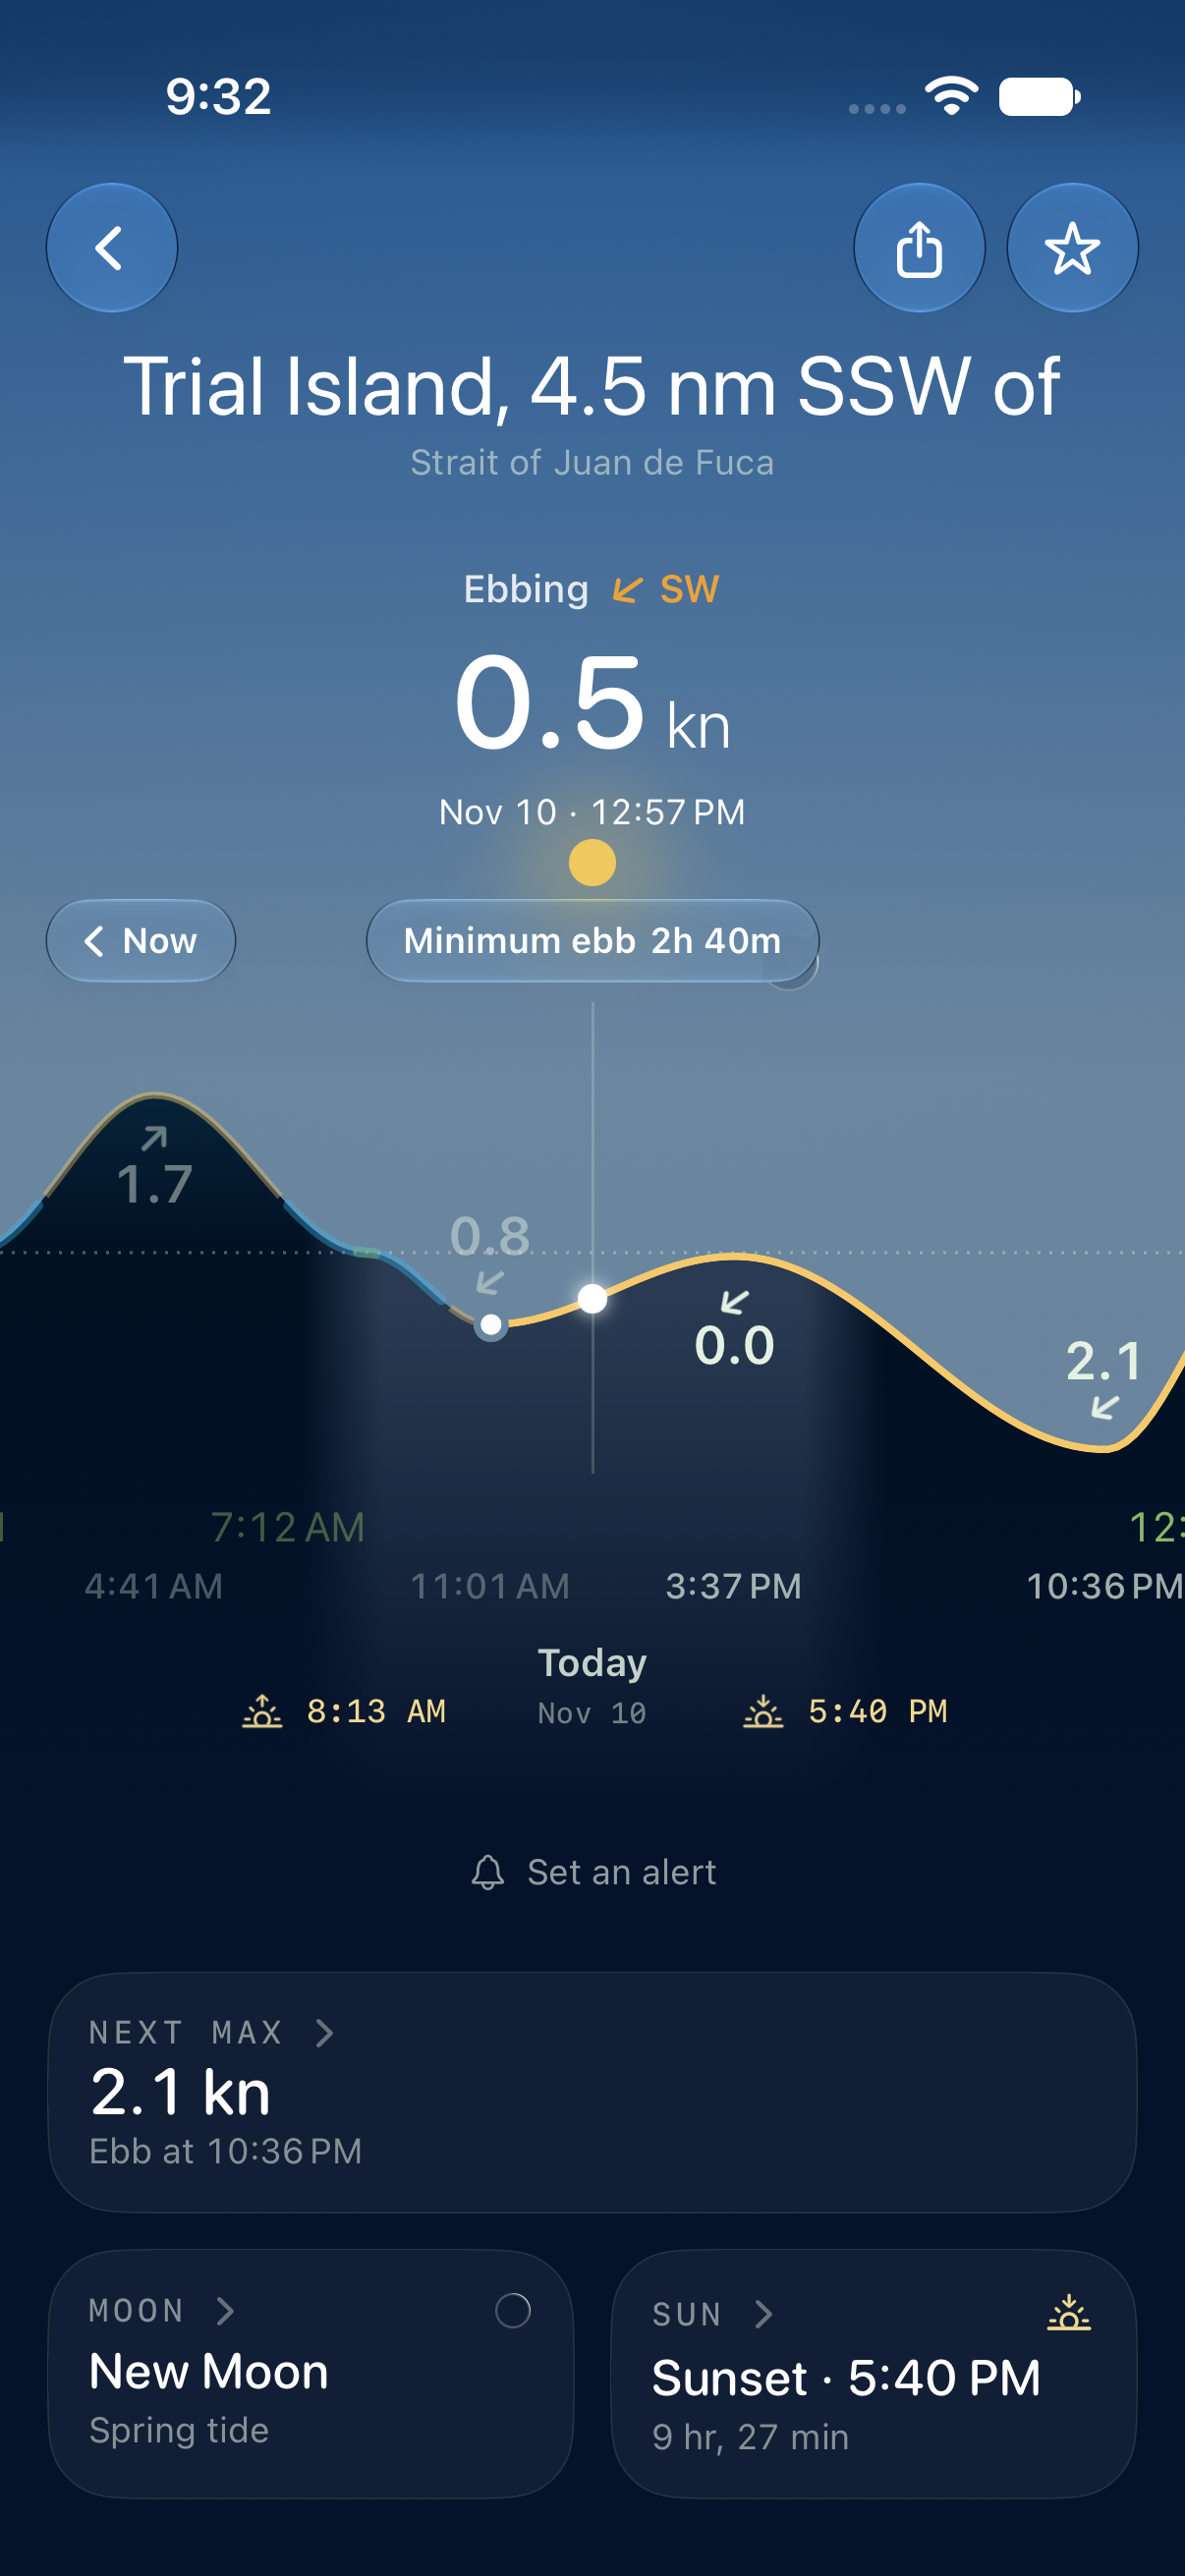 9:32
Trial Island, 4.5 nm SSW of
Strait of Juan de Fuca
Ebbing SW
0.5 kn
Nov 10 · 12:57 PM
Now
Minimum ebb 2h 40m
1.7
0.8
0.0
2.1
7:12 AM
12:
4:41 AM
11:01 AM
3:37 PM
10:36 PM
Today
8:13 AM
Nov 10
5:40 PM
Set an alert
NEXT MAX
2.1 kn
Ebb at 10:36 PM
MOON
New Moon
Spring tide
SUN
Sunset · 5:40 PM
9 hr, 27 min